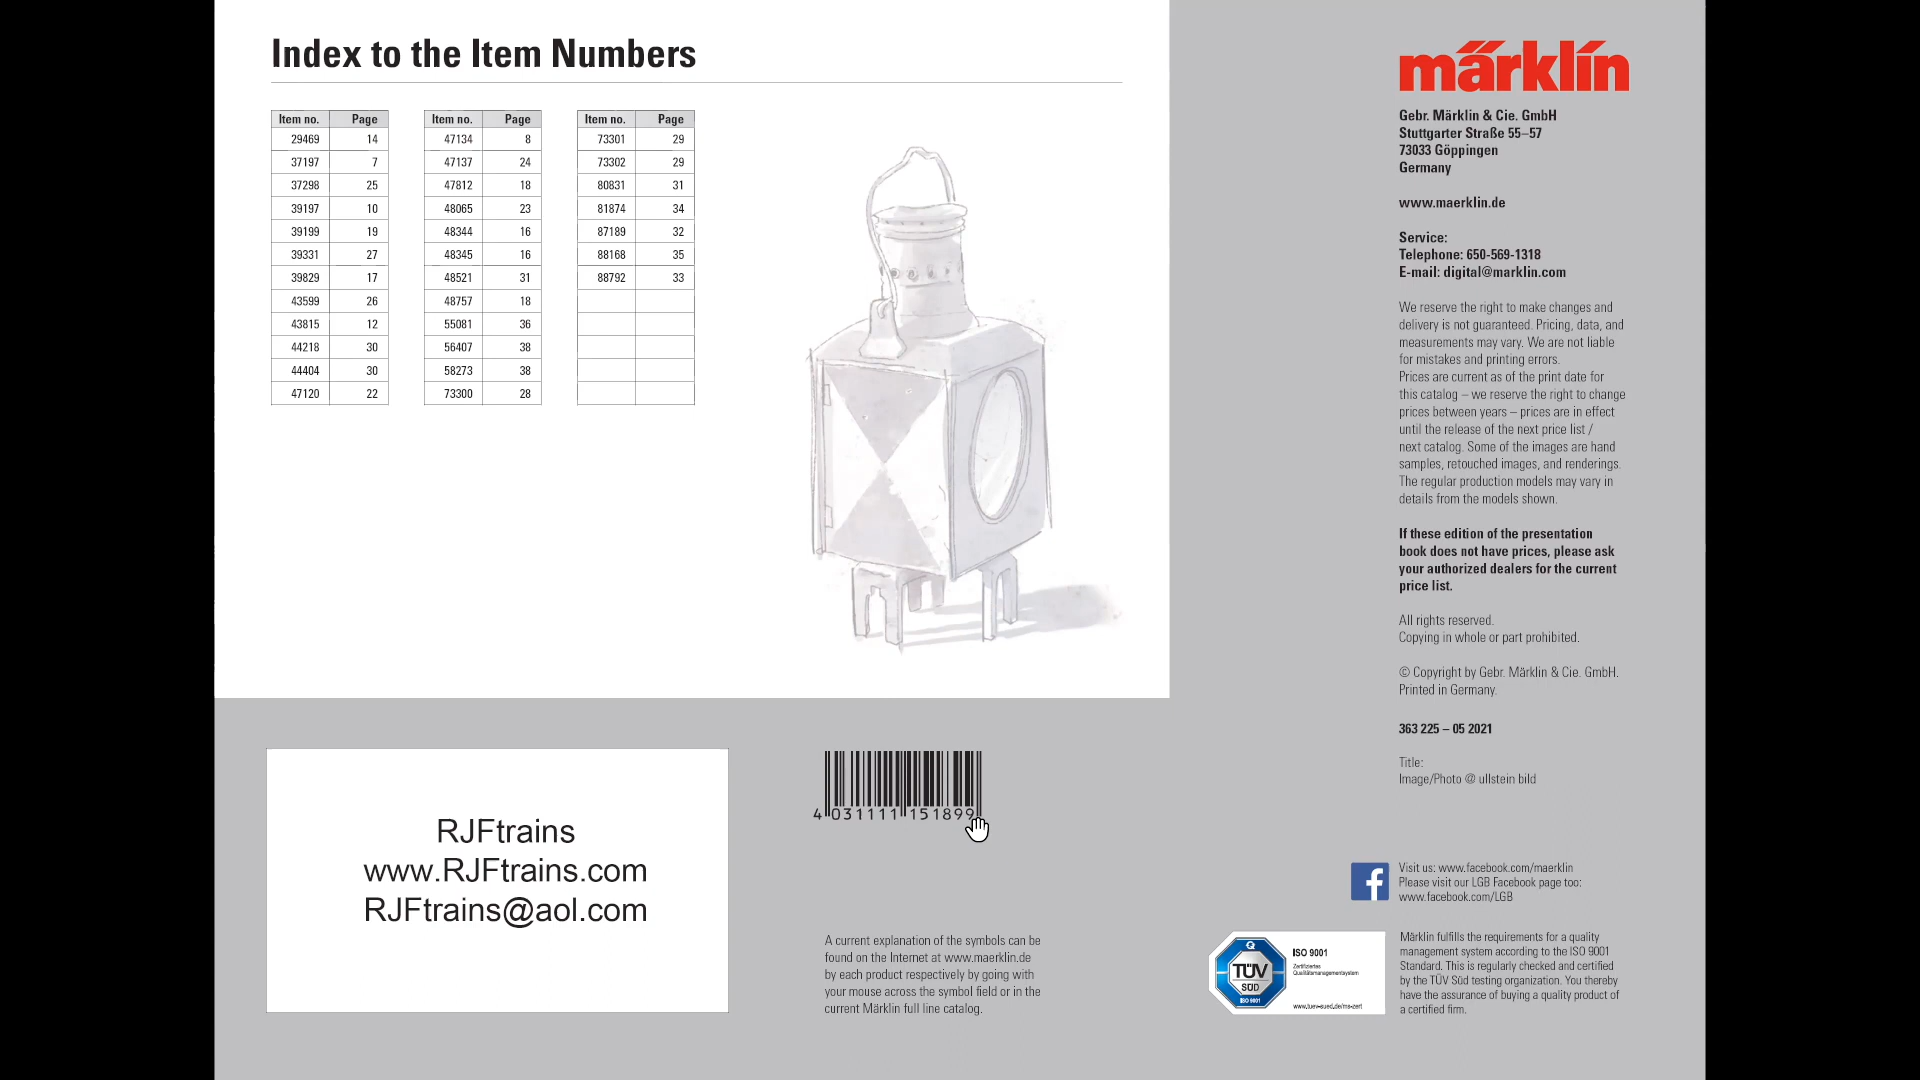 Index to the Item Numbers
Item no. Page
29469 14
37197 7
37298 25
39197 10
39199 19
39331 27
39829 17
43599 26
43815 12
44218 30
44404 30
47120 22
Item no. Page
47134 8
47137 24
47812 18
48065 23
48344 16
48345 16
48521 31
48757 18
55081 36
56407 38
58273 38
73300 28
Item no. Page
73301 29
73302 29
80831 31
81874 34
87189 32
88168 35
88792 33
märklin
Gebr. Märklin & Cie. GmbH
Stuttgarter Straße 55–57
73033 Göppingen
Germany
www.maerklin.de
Service:
Telephone: 650-569-1318
E-mail: digital@marklin.com
We reserve the right to make changes and
delivery is not guaranteed. Pricing, data, and
measurements may vary. We are not liable
for mistakes and printing errors.
Prices are current as of the print date for
this catalog – we reserve the right to change
prices between years – prices are in effect
until the release of the next price list /
next catalog. Some of the images are hand
samples, retouched images, and renderings.
The regular production models may vary in
details from the models shown.
If these edition of the presentation
book does not have prices, please ask
your authorized dealers for the current
price list.
All rights reserved.
Copying in whole or part prohibited.
© Copyright by Gebr. Märklin & Cie. GmbH.
Printed in Germany.
363 225 – 05 2021
Title:
Image/Photo @ ullstein bild
RJFtrains
www.RJFtrains.com
RJFtrains@aol.com
4 031111 151899
A current explanation of the symbols can be
found on the Internet at www.maerklin.de
by each product respectively by going with
your mouse across the symbol field or in the
current Märklin full line catalog.
Visit us: www.facebook.com/maerklin
Please visit our LGB Facebook page too:
www.facebook.com/LGB
TÜV
SÜD
ISO 9001
ISO 9001
Zertifiziertes
Qualitätsmanagementsystem
www.tuev-sued.de/ms-zert
Märklin fulfills the requirements for a quality
management system according to the ISO 9001
Standard. This is regularly checked and certified
by the TÜV Süd testing organization. You thereby
have the assurance of buying a quality product of
a certified firm.